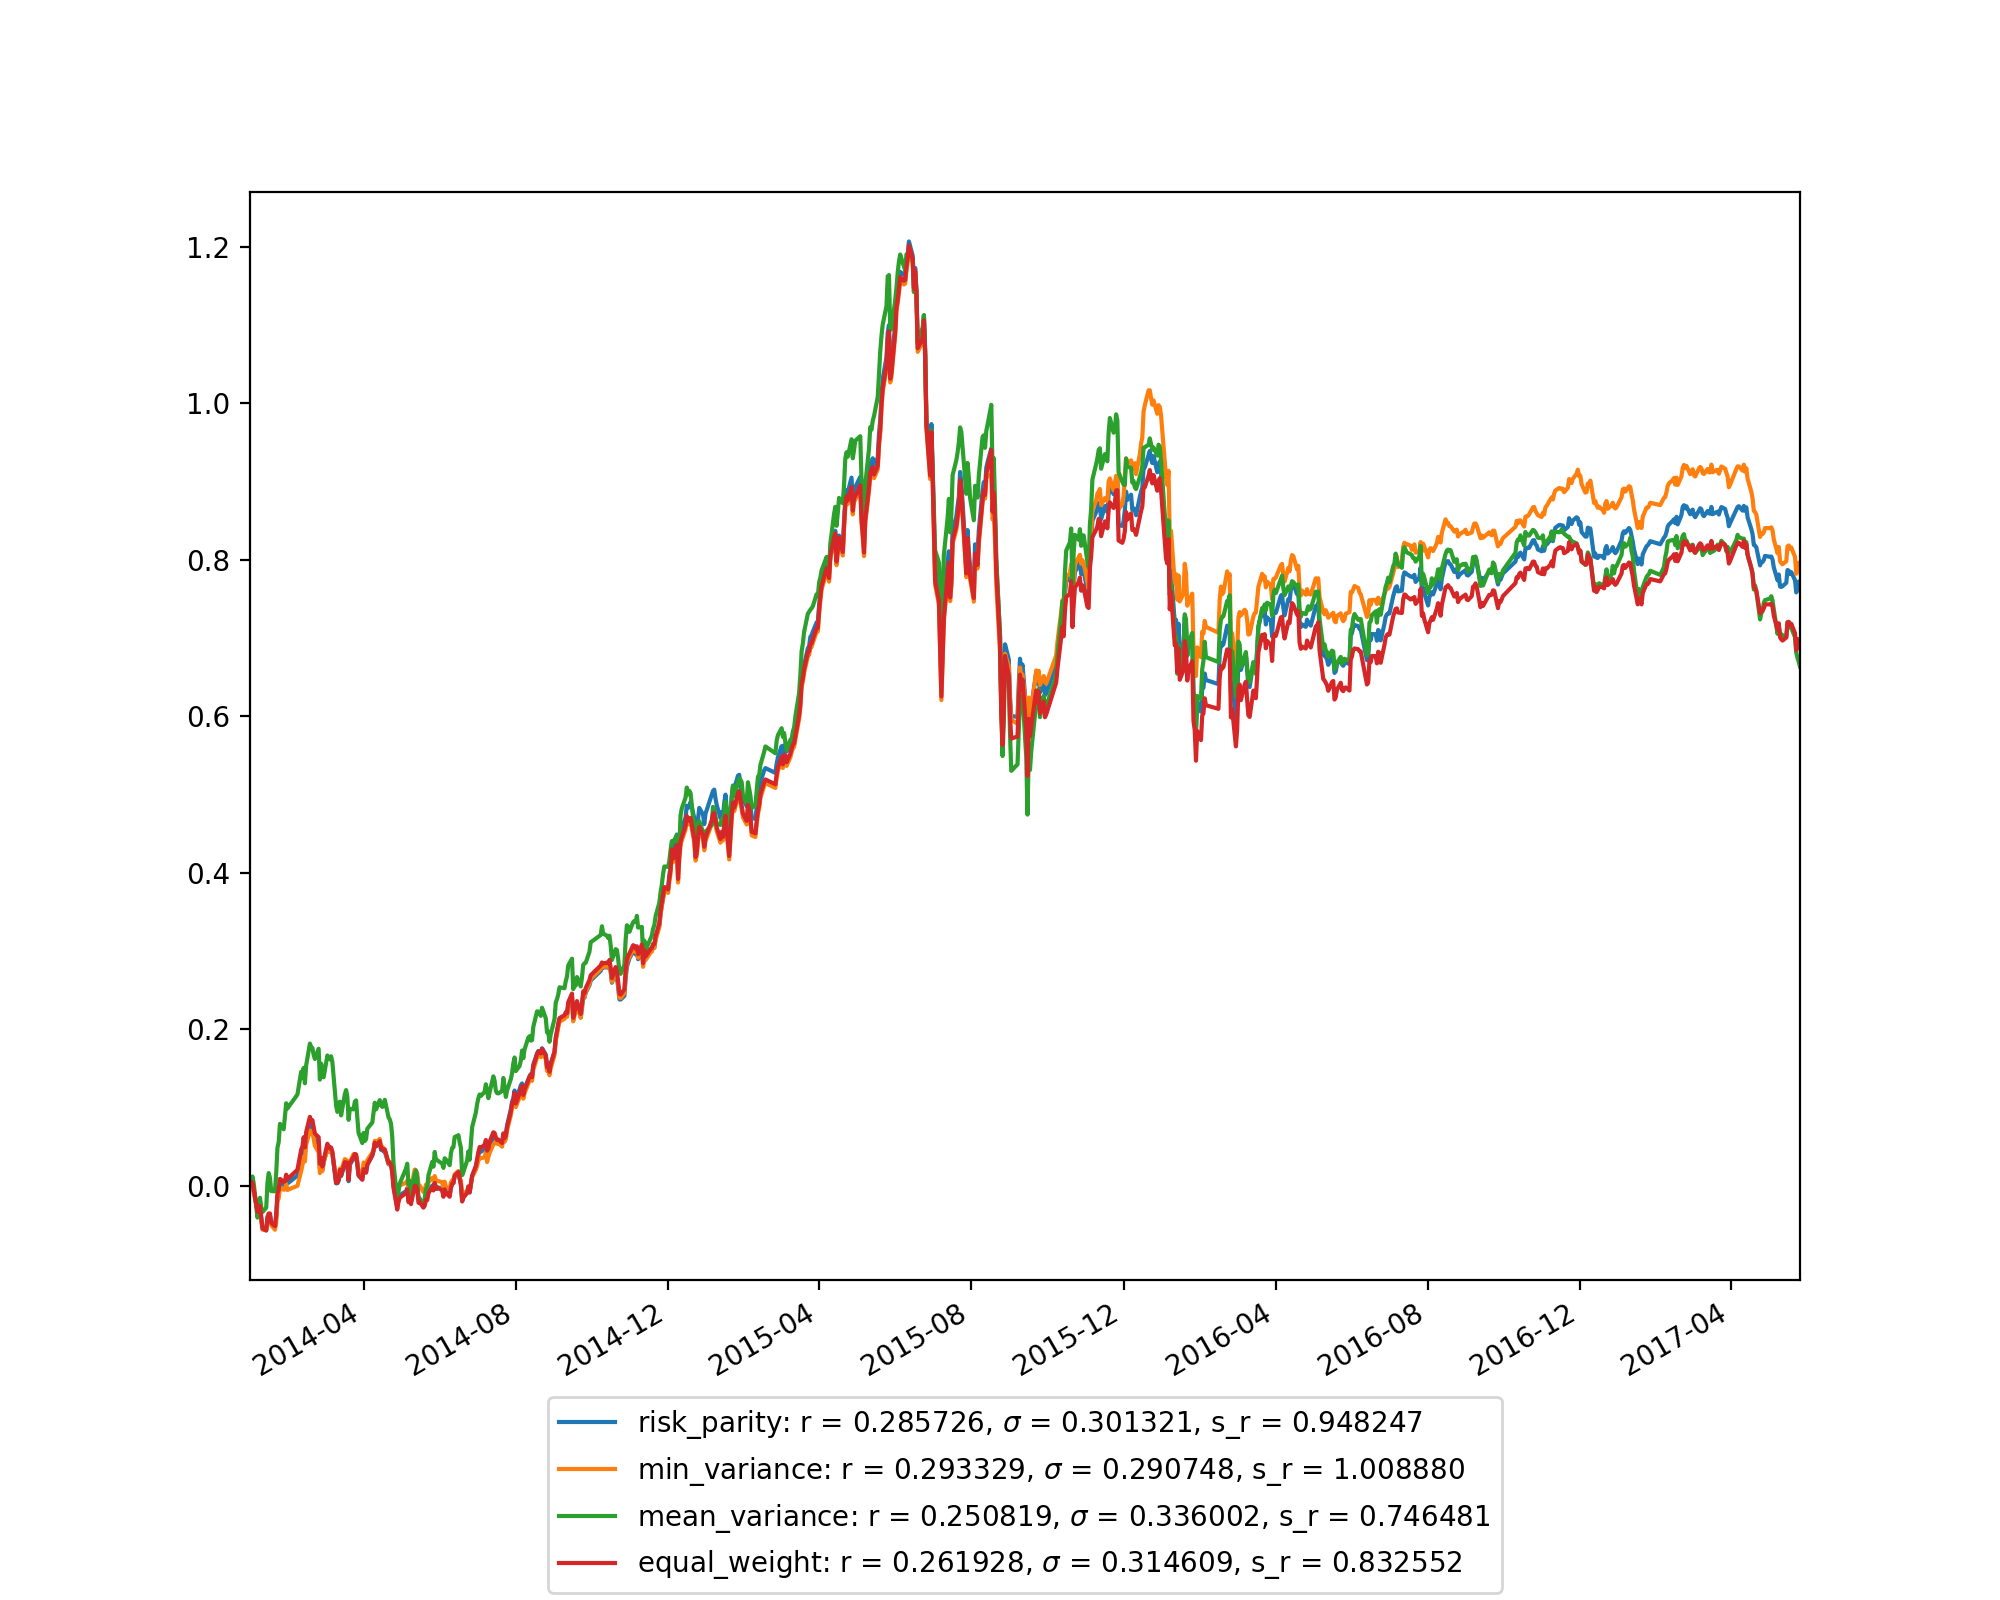 1.2
1.0
0.8
0.6
0.4
0.2
0.0
2014-04 2014-08 2014-12 2015-04 2015-08 2015-12 2016-04 2016-08 2016-12 2017-04
risk_parity: r = 0.285726, σ = 0.301321, s_r = 0.948247
min_variance: r = 0.293329, σ = 0.290748, s_r = 1.008880
mean_variance: r = 0.250819, σ = 0.336002, s_r = 0.746481
equal_weight: r = 0.261928, σ = 0.314609, s_r = 0.832552